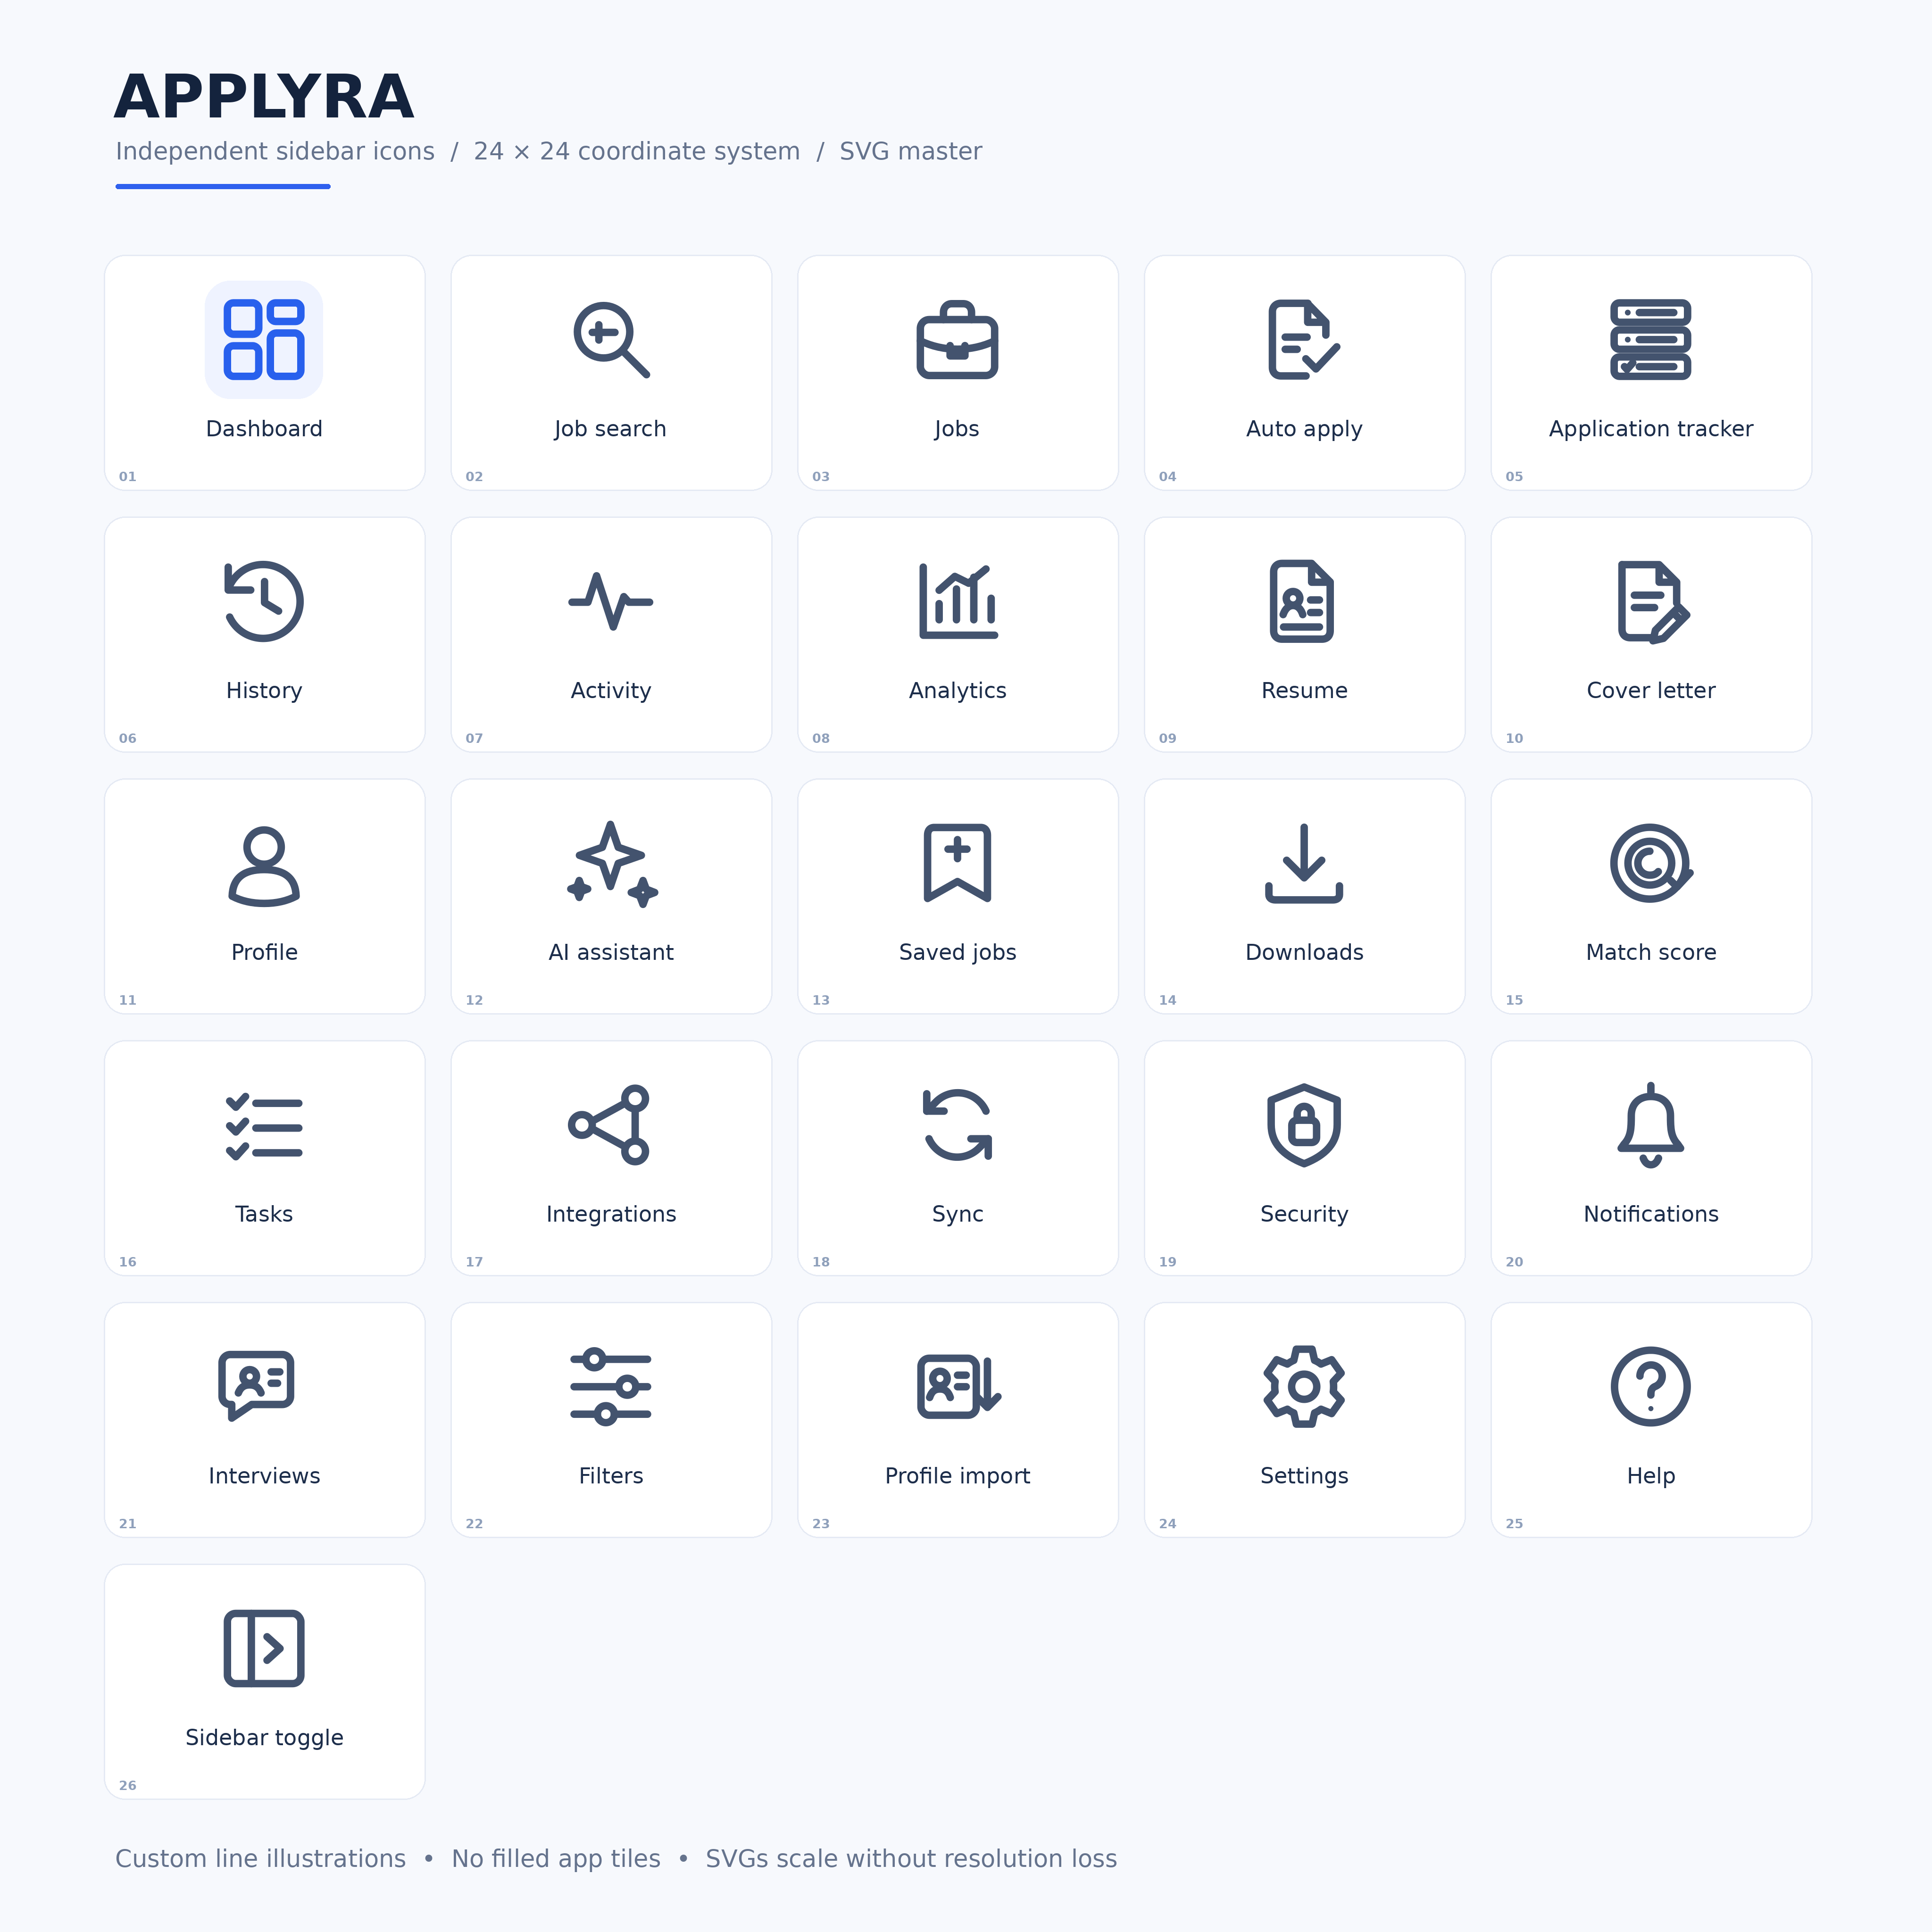 APPLYRA
Independent sidebar icons / 24 × 24 coordinate system / SVG master
Dashboard
01
Job search
02
Jobs
03
Auto apply
04
Application tracker
05
History
06
Activity
07
Analytics
08
Resume
09
Cover letter
10
Profile
11
AI assistant
12
Saved jobs
13
Downloads
14
Match score
15
Tasks
16
Integrations
17
Sync
18
Security
19
Notifications
20
Interviews
21
Filters
22
Profile import
23
Settings
24
Help
25
Sidebar toggle
26
Custom line illustrations • No filled app tiles • SVGs scale without resolution loss